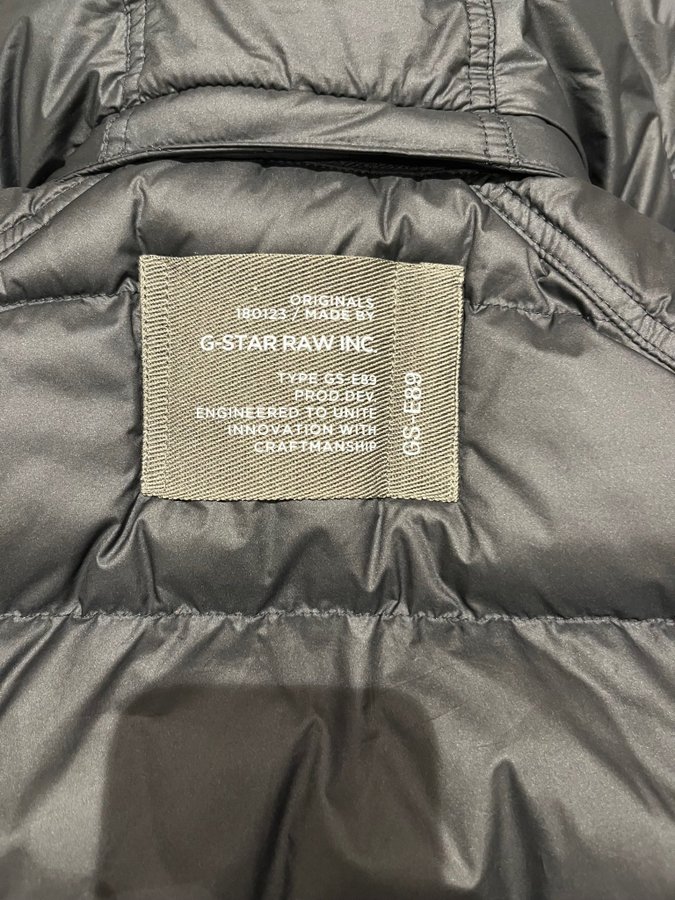 ORIGINALS
180123 / MADE BY
G-STAR RAW INC.
TYPE GS-E89
PROD.DEV
ENGINEERED TO UNITE
INNOVATION WITH
CRAFTMANSHIP
GS-E89